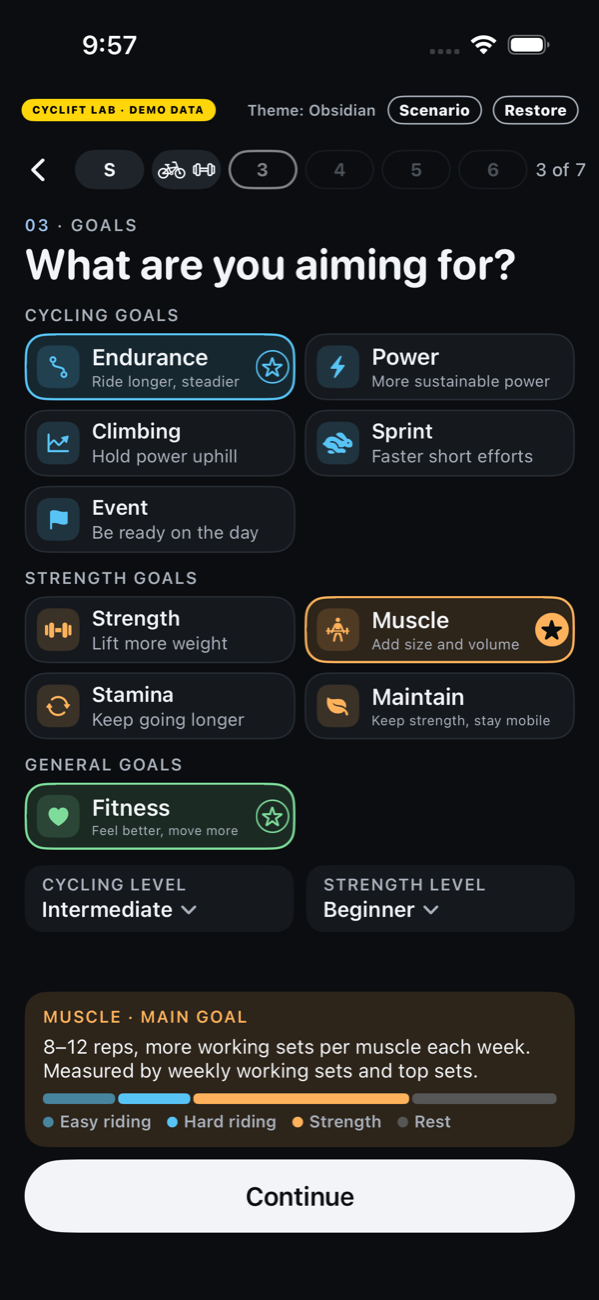 9:57
CYCLIFT LAB · DEMO DATA
Theme: Obsidian
Scenario
Restore
S
3
4
5
6
3 of 7
03 · GOALS
What are you aiming for?
CYCLING GOALS
Endurance
Ride longer, steadier
Power
More sustainable power
Climbing
Hold power uphill
Sprint
Faster short efforts
Event
Be ready on the day
STRENGTH GOALS
Strength
Lift more weight
Muscle
Add size and volume
Stamina
Keep going longer
Maintain
Keep strength, stay mobile
GENERAL GOALS
Fitness
Feel better, move more
CYCLING LEVEL
Intermediate
STRENGTH LEVEL
Beginner
MUSCLE · MAIN GOAL
8–12 reps, more working sets per muscle each week.
Measured by weekly working sets and top sets.
Easy riding
Hard riding
Strength
Rest
Continue